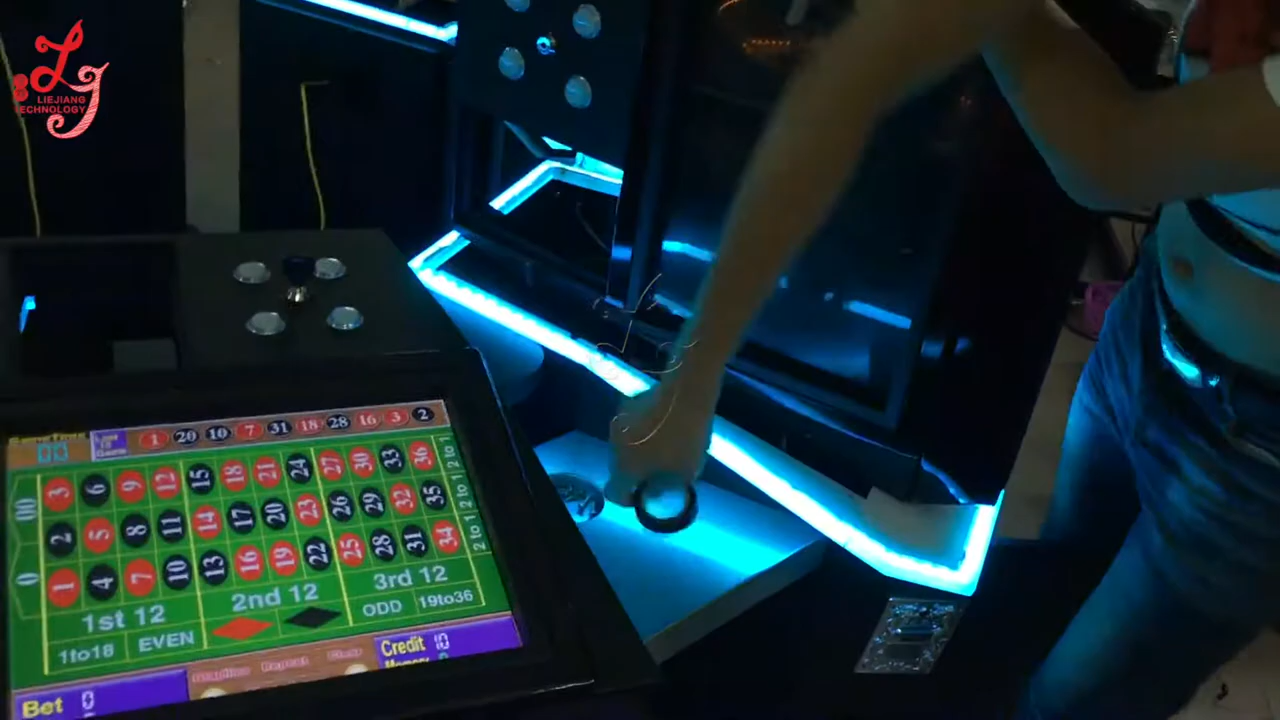 LIEJIANG
TECHNOLOGY
1 20 10 7 31 18 28 16 3 2
00 3 6 9 12 15 18 21 24 27 30 33 36 2 to 1
2 5 8 11 14 17 20 23 26 29 32 35 2 to 1
0 1 4 7 10 13 16 19 22 25 28 31 34 2 to 1
1st 12 2nd 12 3rd 12
1to18 EVEN ODD 19to36
Repeat Clear
Credit 10
Bet 0